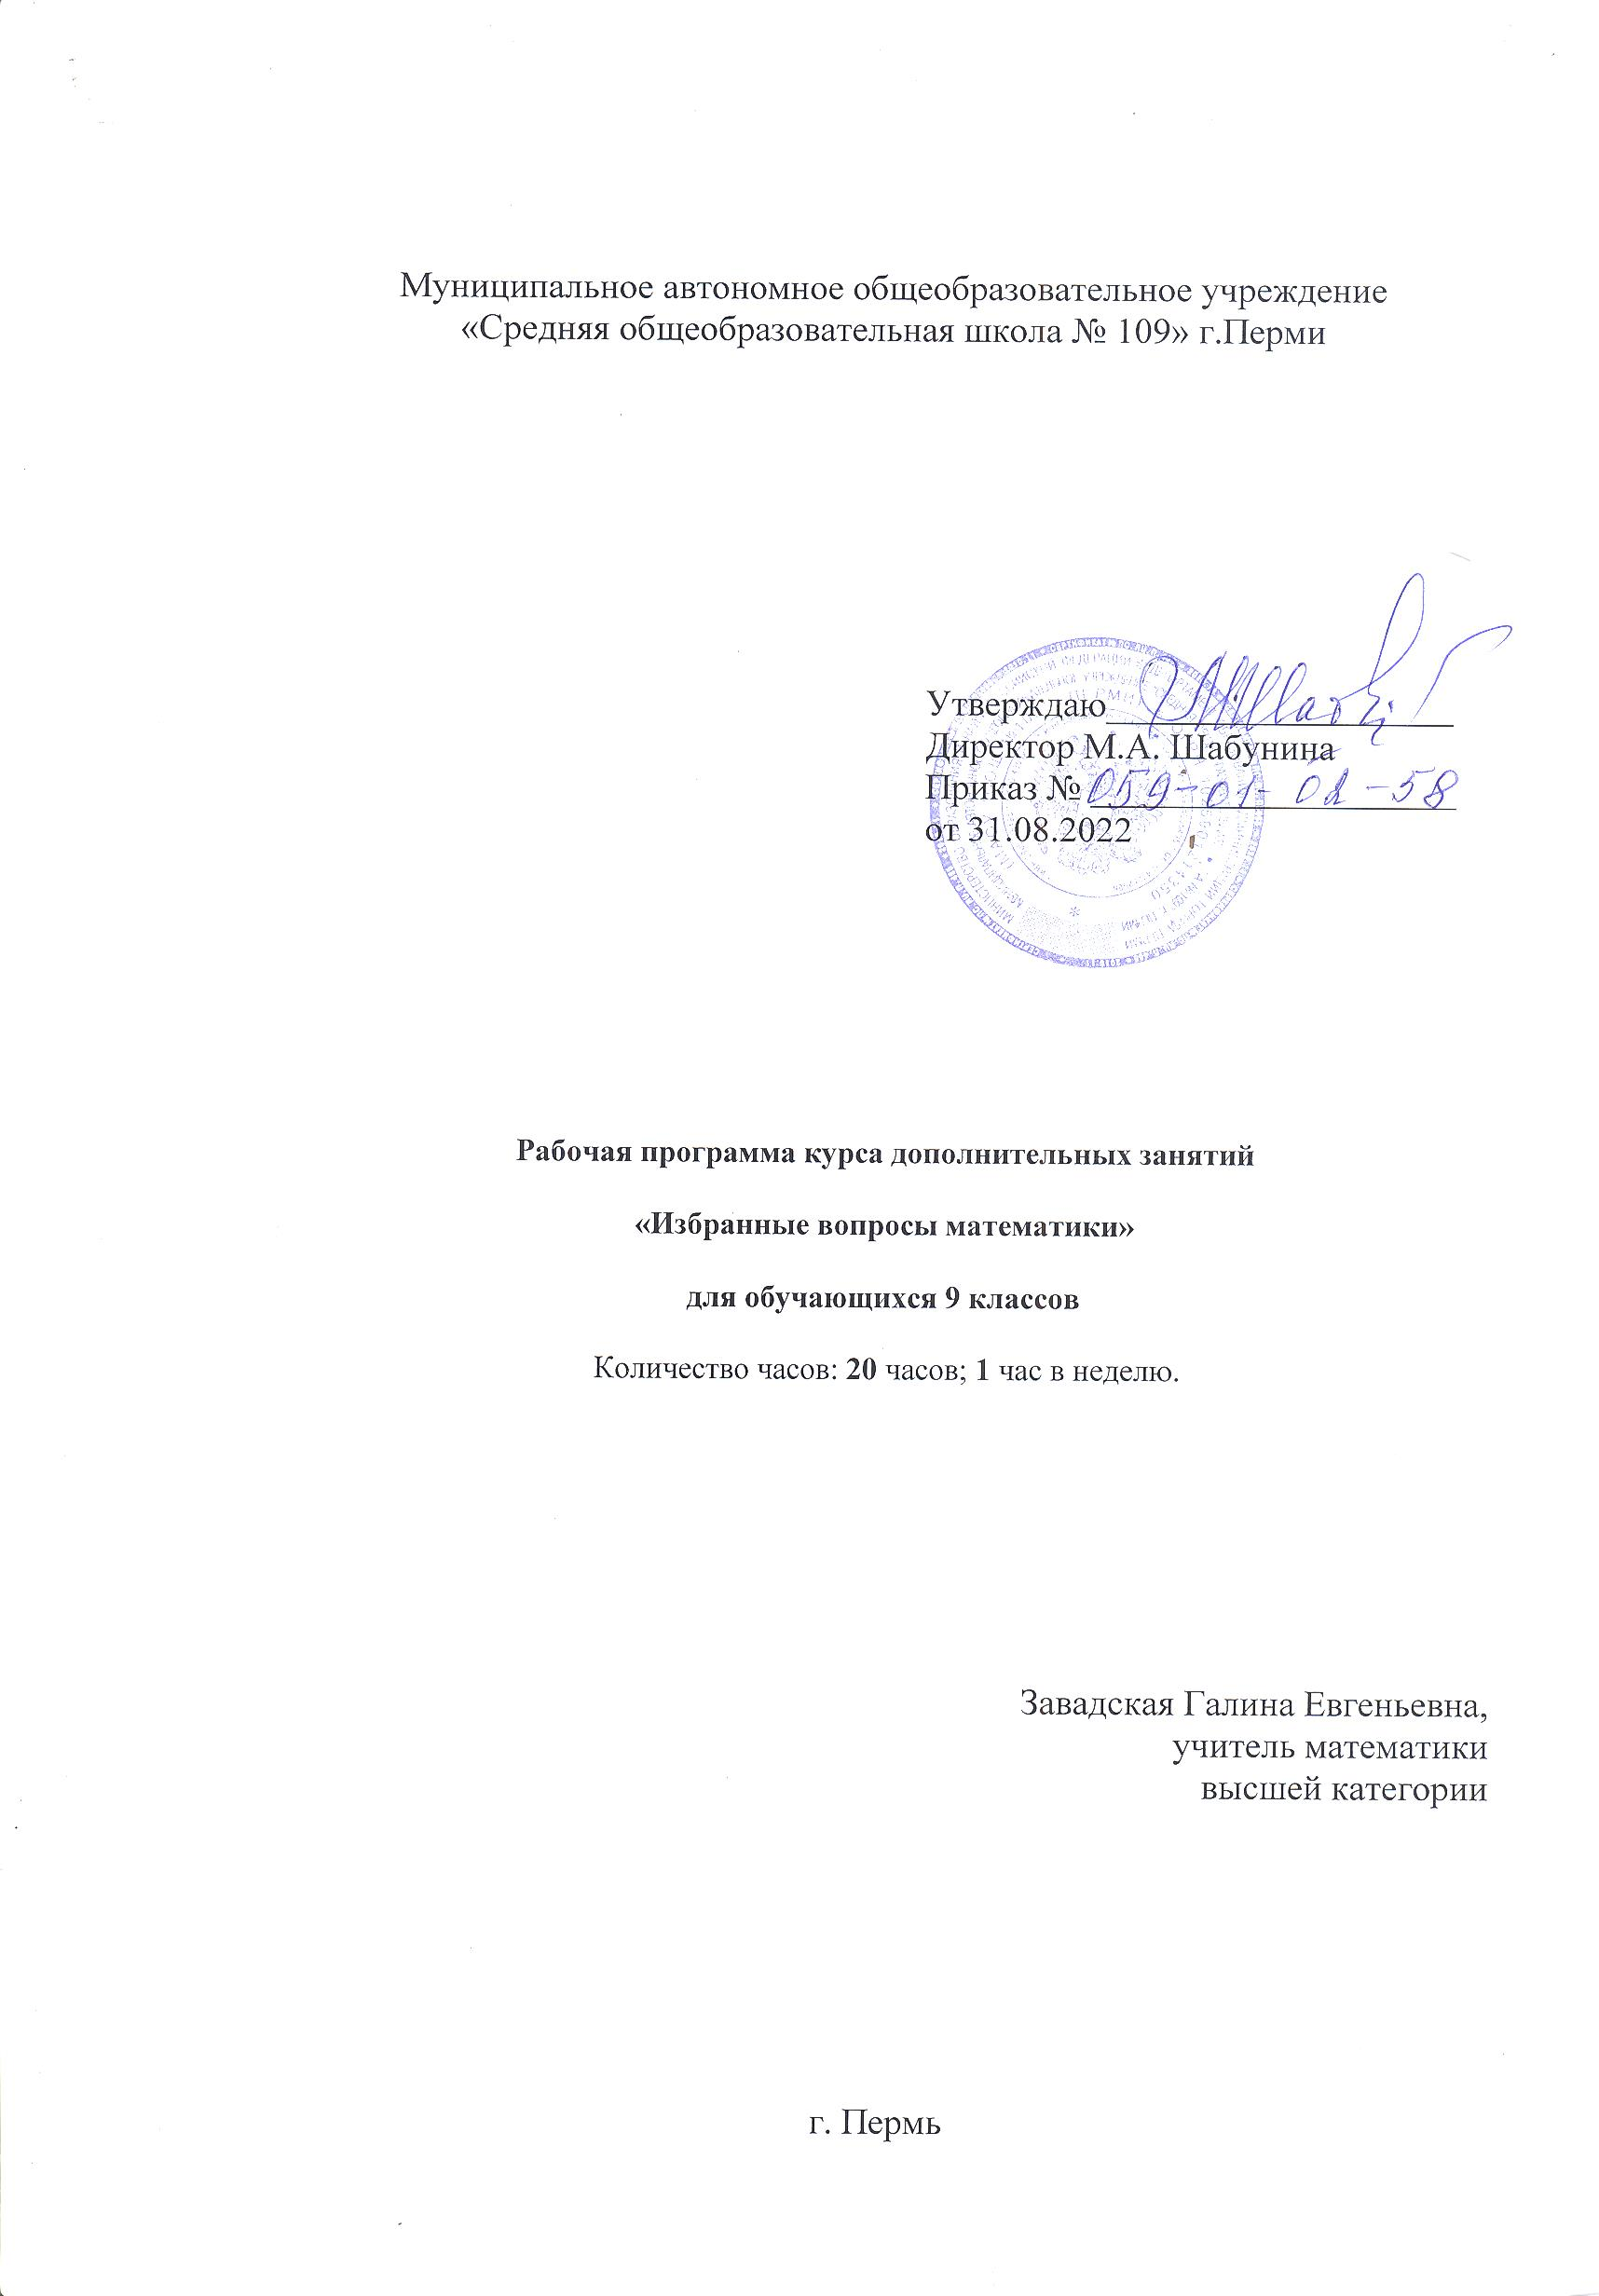 Муниципальное автономное общеобразовательное учреждение
«Средняя общеобразовательная школа № 109» г.Перми
Утверждаю
Директор М.А. Шабунина
Приказ № 059-01-02-58
от 31.08.2022
Рабочая программа курса дополнительных занятий
«Избранные вопросы математики»
для обучающихся 9 классов
Количество часов: 20 часов; 1 час в неделю.
Завадская Галина Евгеньевна,
учитель математики
высшей категории
г. Пермь